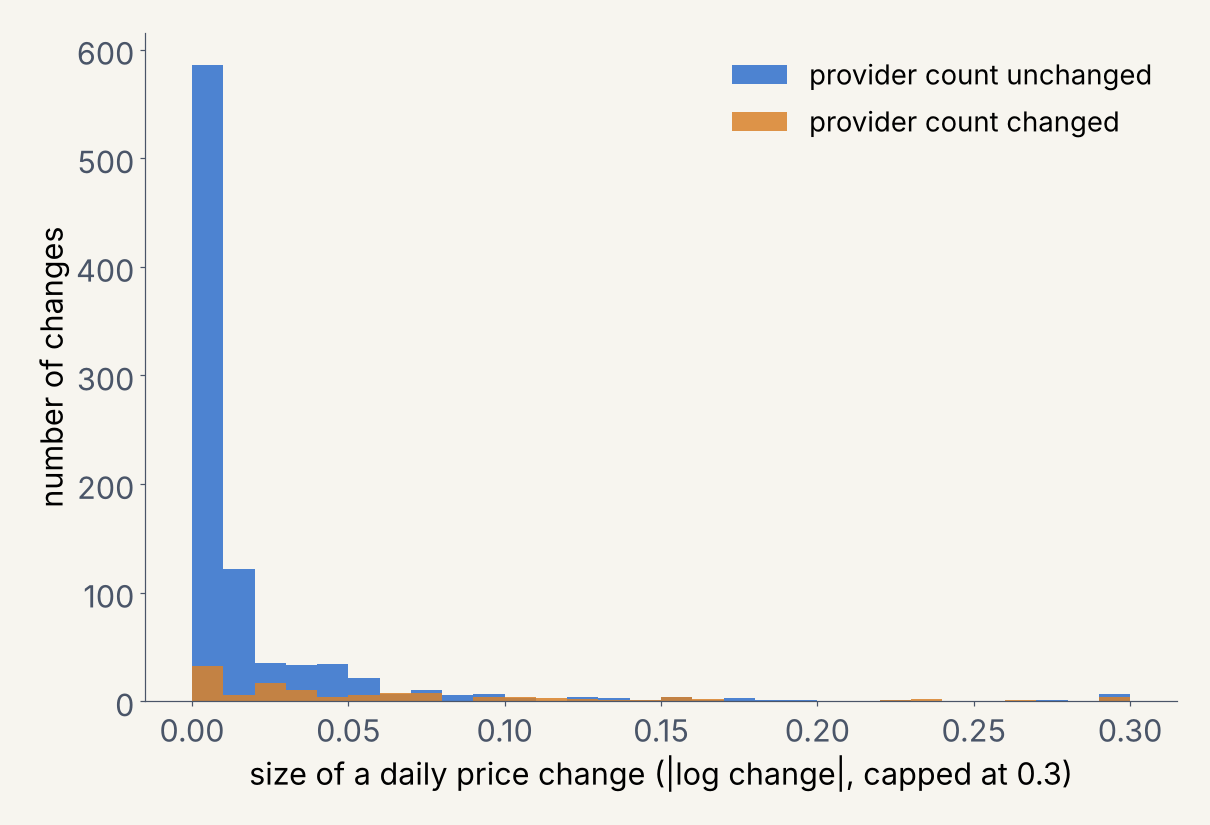 provider count unchanged
provider count changed
number of changes
600
500
400
300
200
100
0
0.00 0.05 0.10 0.15 0.20 0.25 0.30
size of a daily price change (|log change|, capped at 0.3)